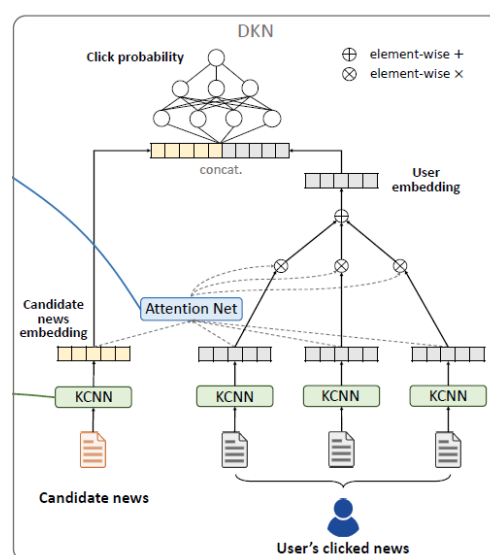 DKN
Click probability
element-wise +
element-wise ×
concat.
User
embedding
Candidate
news
embedding
Attention Net
KCNN
KCNN
KCNN
KCNN
Candidate news
User's clicked news